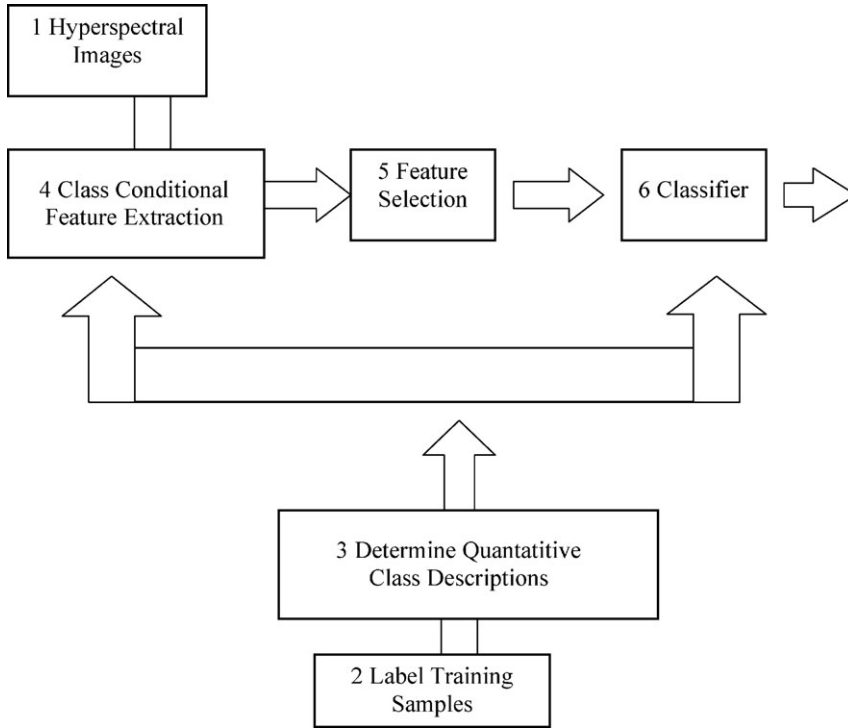 1 Hyperspectral
Images
4 Class Conditional
Feature Extraction
5 Feature
Selection
6 Classifier
3 Determine Quantatitive
Class Descriptions
2 Label Training
Samples